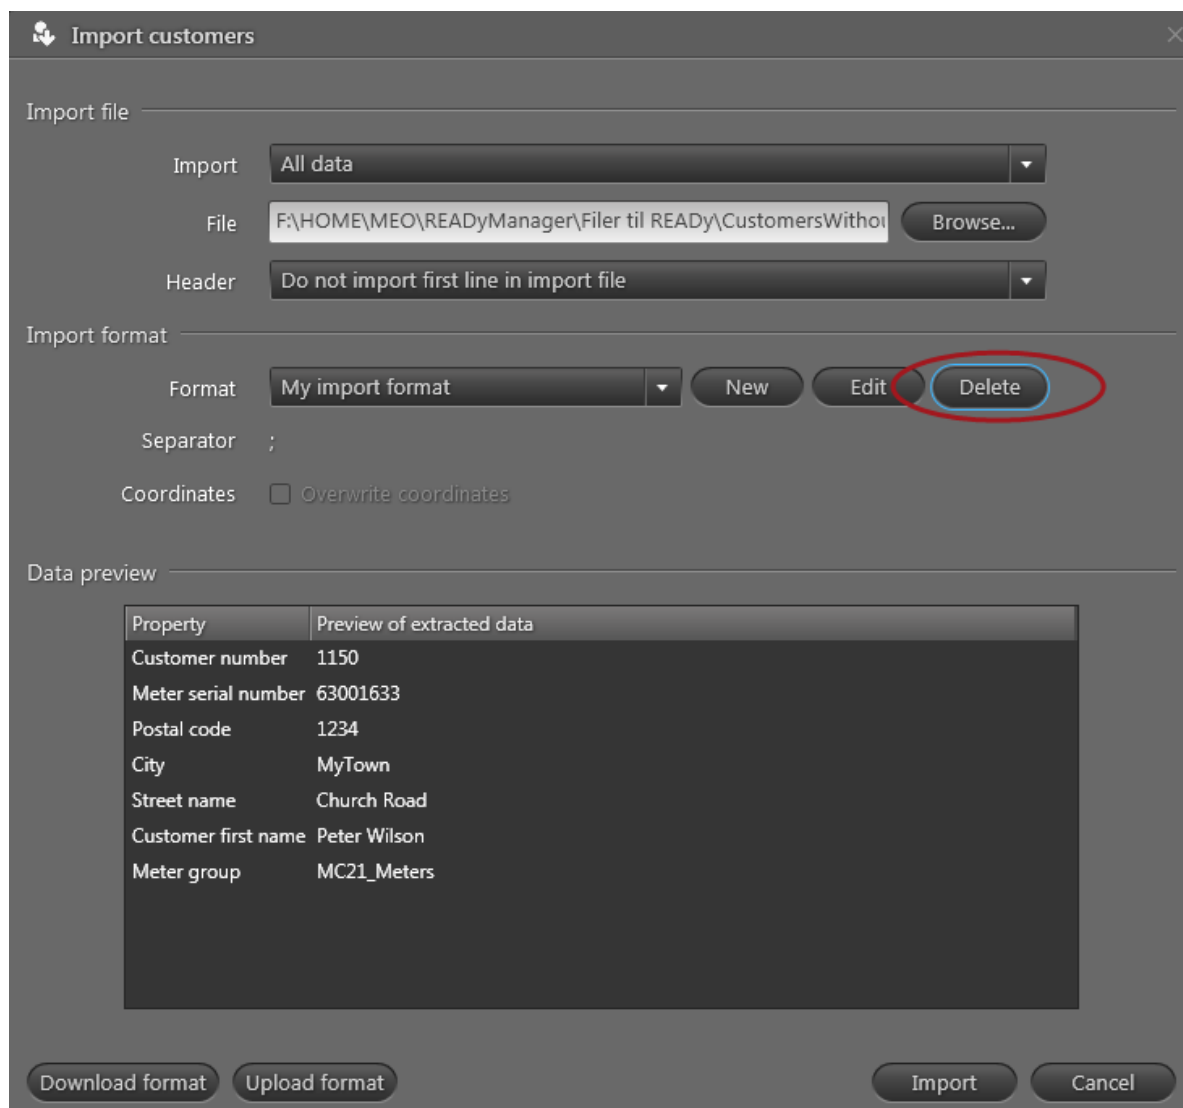 Import customers
Import file
Import All data
File F:\HOME\MEO\READyManager\Filer til READy\CustomersWithou Browse...
Header Do not import first line in import file
Import format
Format My import format New Edit Delete
Separator ;
Coordinates Overwrite coordinates
Data preview
Property Preview of extracted data
Customer number 1150
Meter serial number 63001633
Postal code 1234
City MyTown
Street name Church Road
Customer first name Peter Wilson
Meter group MC21_Meters
Download format Upload format Import Cancel